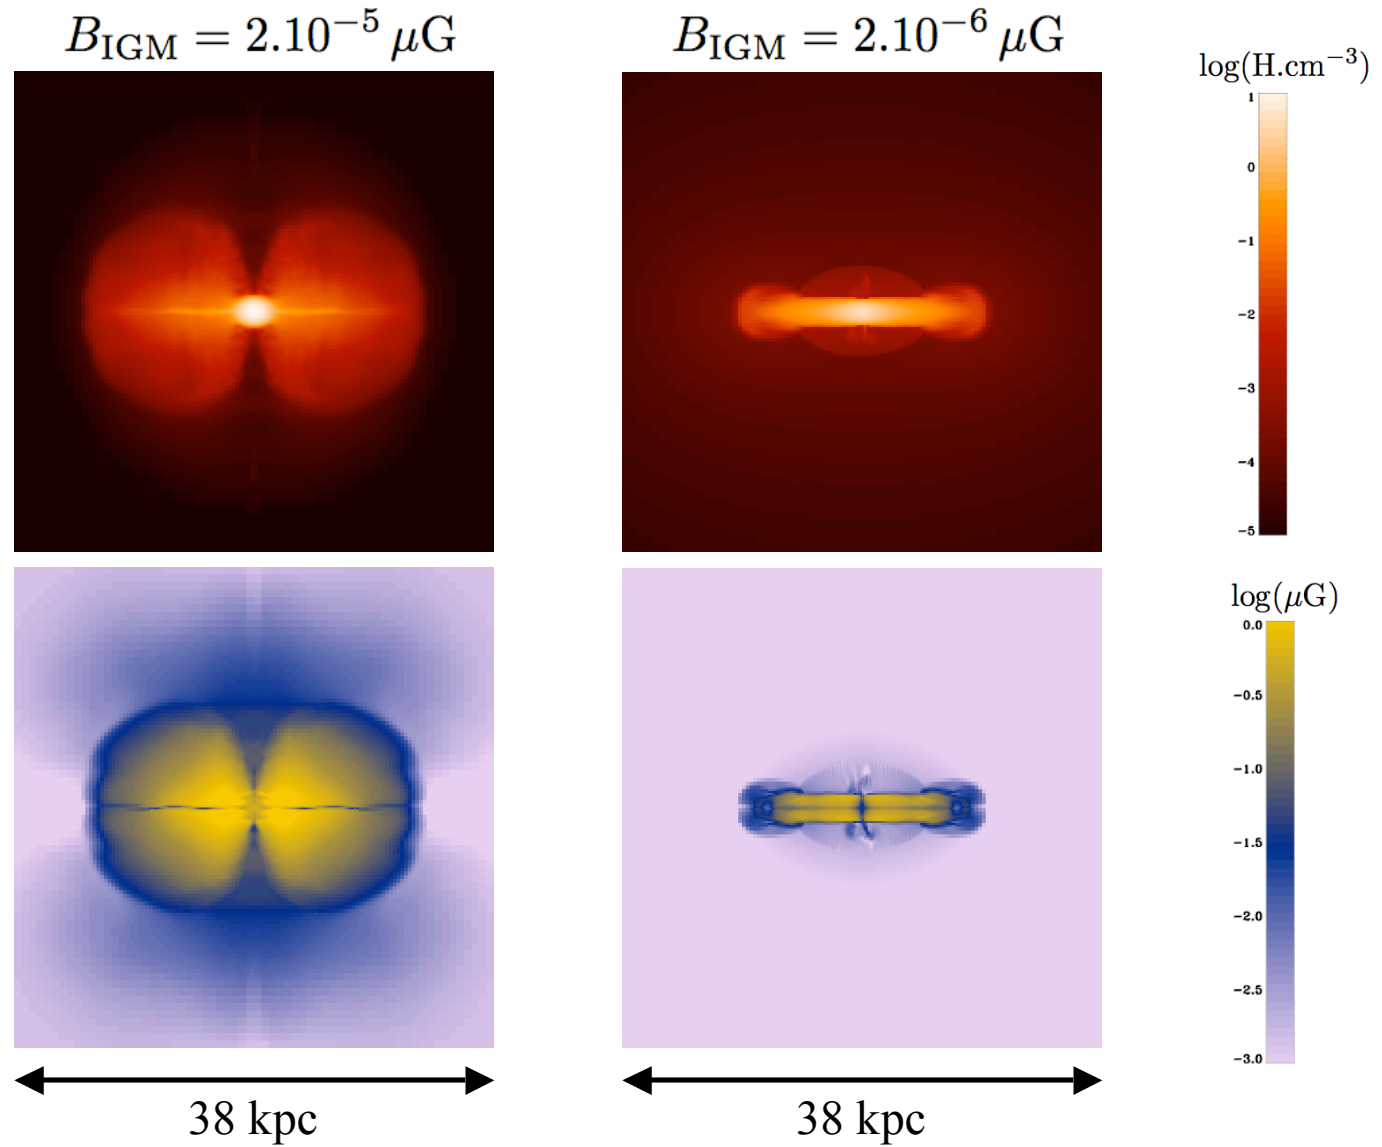 B_IGM = 2.10^−5 μG
B_IGM = 2.10^−6 μG
log(H.cm^−3)
1
0
−1
−2
−3
−4
−5
log(μG)
0.0
−0.5
−1.0
−1.5
−2.0
−2.5
−3.0
38 kpc
38 kpc